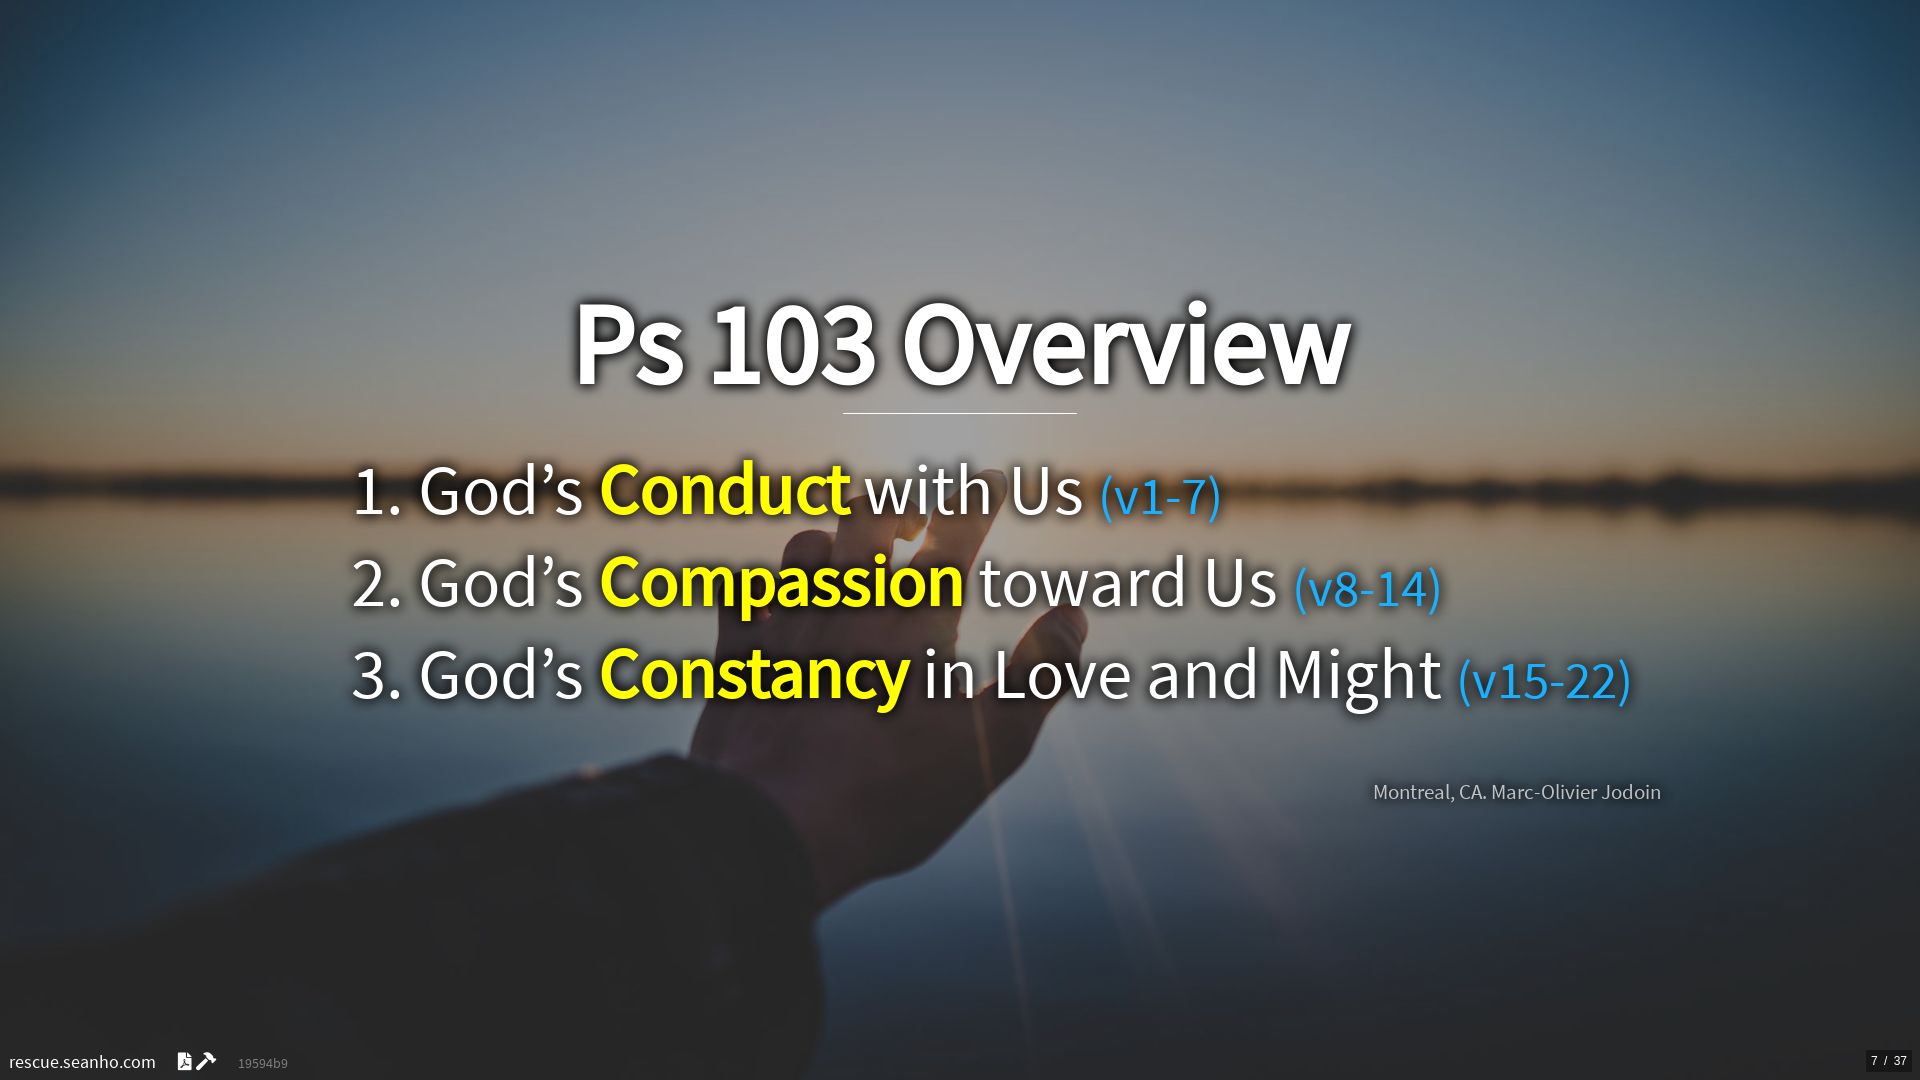 Ps 103 Overview
1. God’s Conduct with Us (v1-7)
2. God’s Compassion toward Us (v8-14)
3. God’s Constancy in Love and Might (v15-22)
Montreal, CA. Marc-Olivier Jodoin
rescue.seanho.com 19594b9
7 / 37